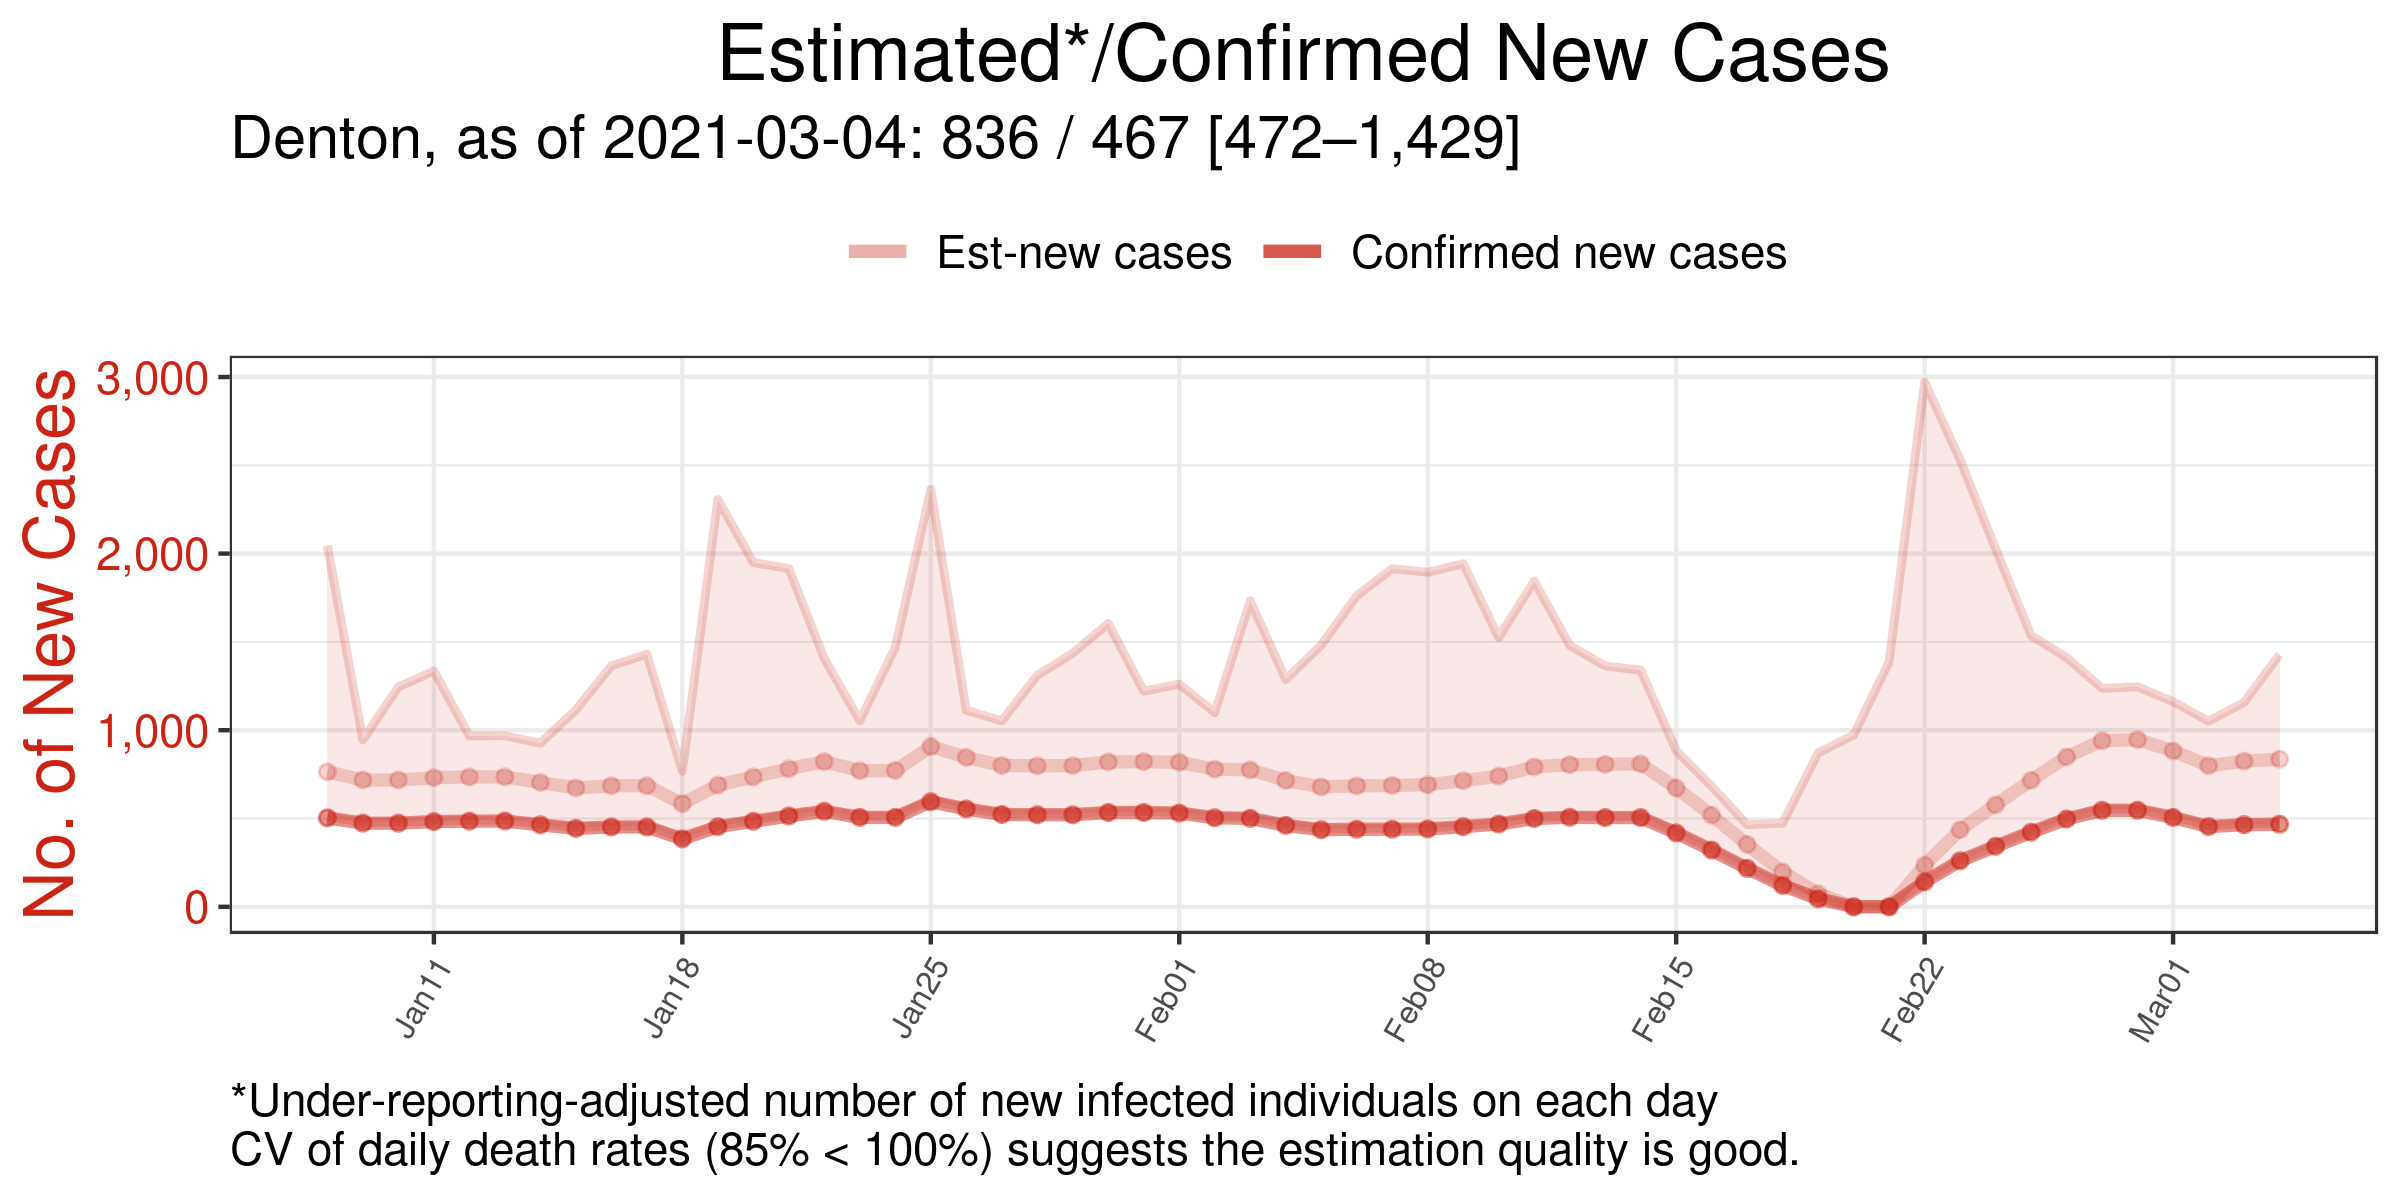 Estimated*/Confirmed New Cases
Denton, as of 2021-03-04: 836 / 467 [472–1,429]
Est-new cases Confirmed new cases
No. of New Cases
3,000
2,000
1,000
0
Jan11 Jan18 Jan25 Feb01 Feb08 Feb15 Feb22 Mar01
*Under-reporting-adjusted number of new infected individuals on each day
CV of daily death rates (85% < 100%) suggests the estimation quality is good.